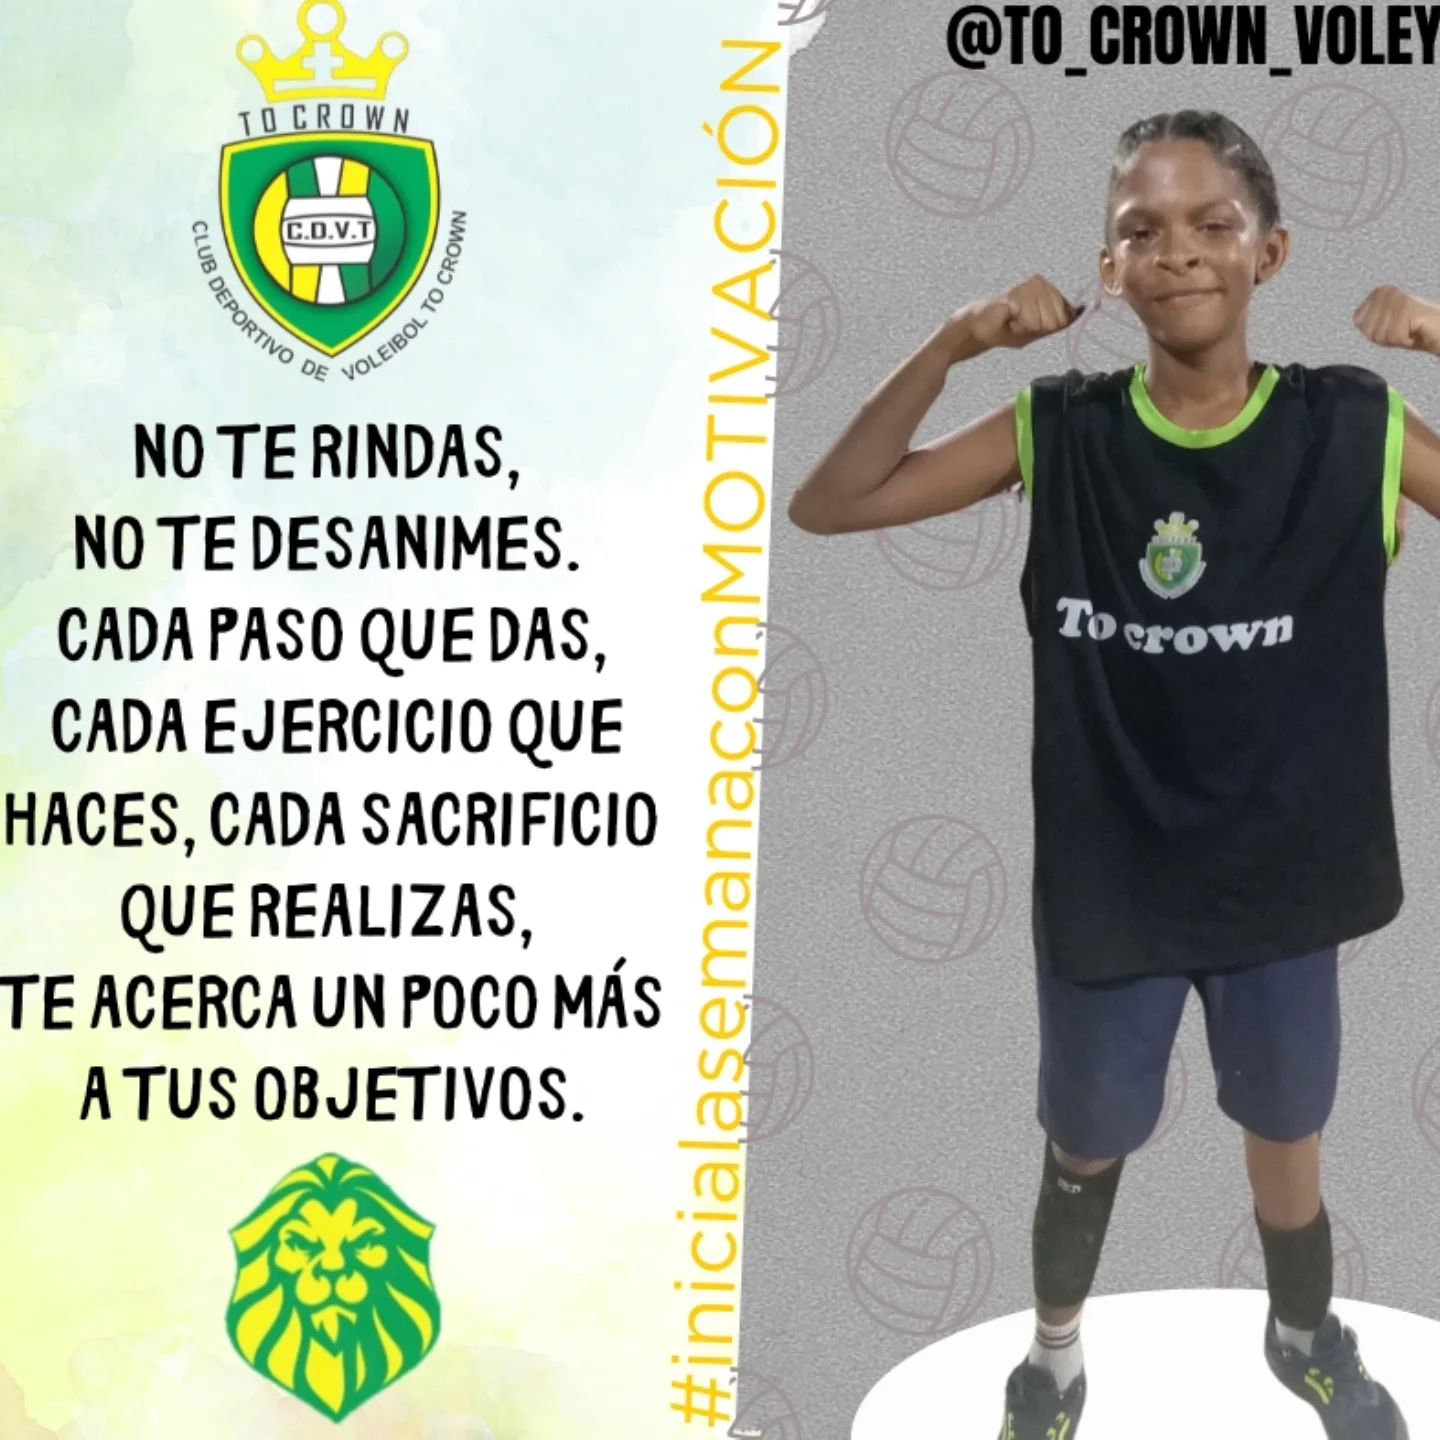 TO CROWN
C.D.V.T
CLUB DEPORTIVO DE VOLEIBOL TO CROWN
NO TE RINDAS,
NO TE DESANIMES.
CADA PASO QUE DAS,
CADA EJERCICIO QUE
HACES, CADA SACRIFICIO
QUE REALIZAS,
TE ACERCA UN POCO MÁS
A TUS OBJETIVOS.
#inicialasemanaconMOTIVACIÓN
@TO_CROWN_VOLEY
To crown